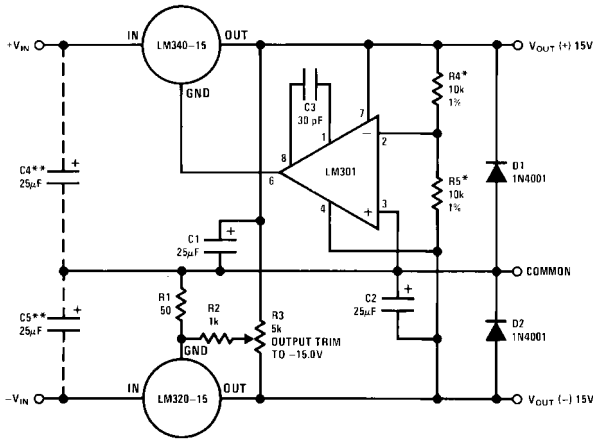 +VIN
IN
LM340-15
OUT
GND
VOUT (+) 15V
C3
30 pF
7
R4*
10k
1%
8
1
2
6
LM301
4
3
C4**
+
25μF
R5*
10k
1%
D1
1N4001
C1
+
25μF
COMMON
R1
50
R2
1k
R3
5k
OUTPUT TRIM
TO −15.0V
C2
+
25μF
C5**
+
25μF
D2
1N4001
GND
−VIN
IN
LM320-15
OUT
VOUT (−) 15V